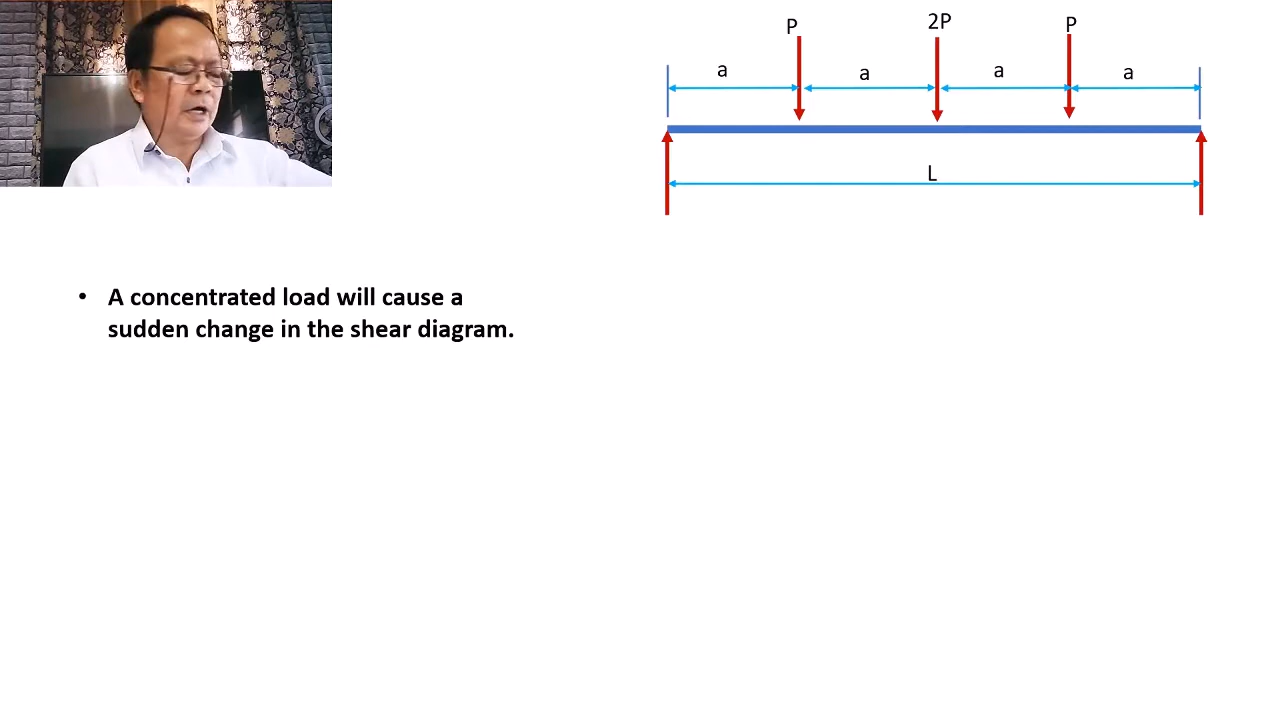 P
2P
P
a
a
a
a
L
• A concentrated load will cause a
sudden change in the shear diagram.